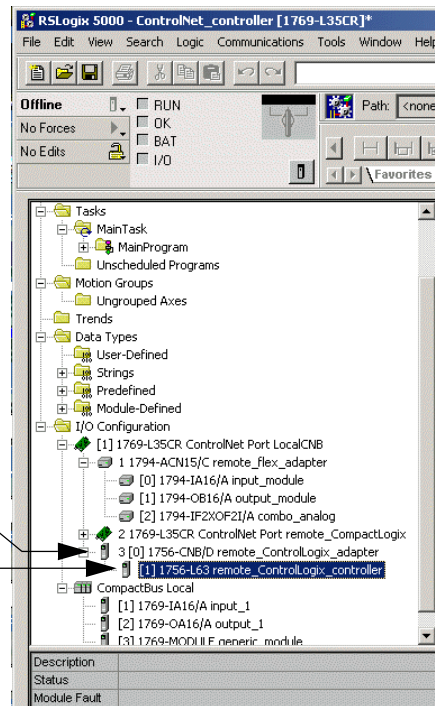 RSLogix 5000 - ControlNet_controller [1769-L35CR]*
File Edit View Search Logic Communications Tools Window Help
Offline
RUN
Path: <none
No Forces
OK
BAT
No Edits
I/O
Favorites
Tasks
MainTask
MainProgram
Unscheduled Programs
Motion Groups
Ungrouped Axes
Trends
Data Types
User-Defined
Strings
Predefined
Module-Defined
I/O Configuration
[1] 1769-L35CR ControlNet Port LocalCNB
1 1794-ACN15/C remote_flex_adapter
[0] 1794-IA16/A input_module
[1] 1794-OB16/A output_module
[2] 1794-IF2XOF2I/A combo_analog
2 1769-L35CR ControlNet Port remote_CompactLogix
3 [0] 1756-CNB/D remote_ControlLogix_adapter
[1] 1756-L63 remote_ControlLogix_controller
CompactBus Local
[1] 1769-IA16/A input_1
[2] 1769-OA16/A output_1
[3] 1769-MODULE generic_module
Description
Status
Module Fault